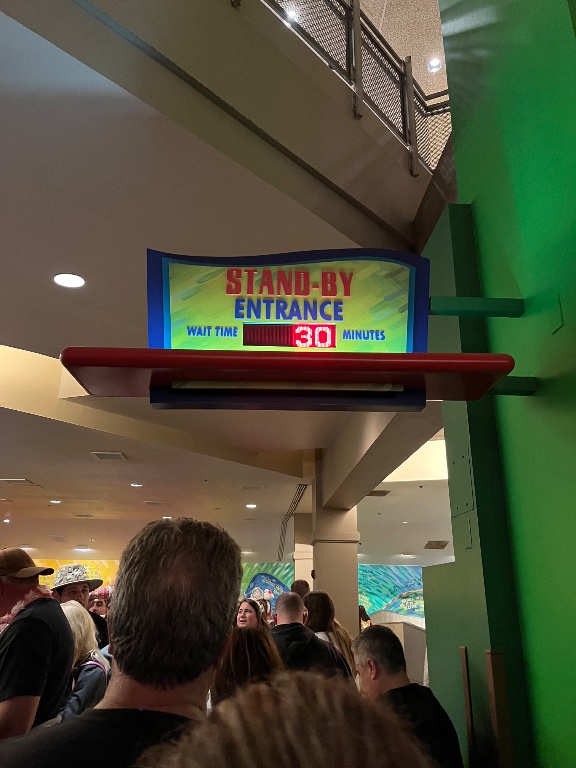 STAND-BY
ENTRANCE
WAIT TIME 30 MINUTES